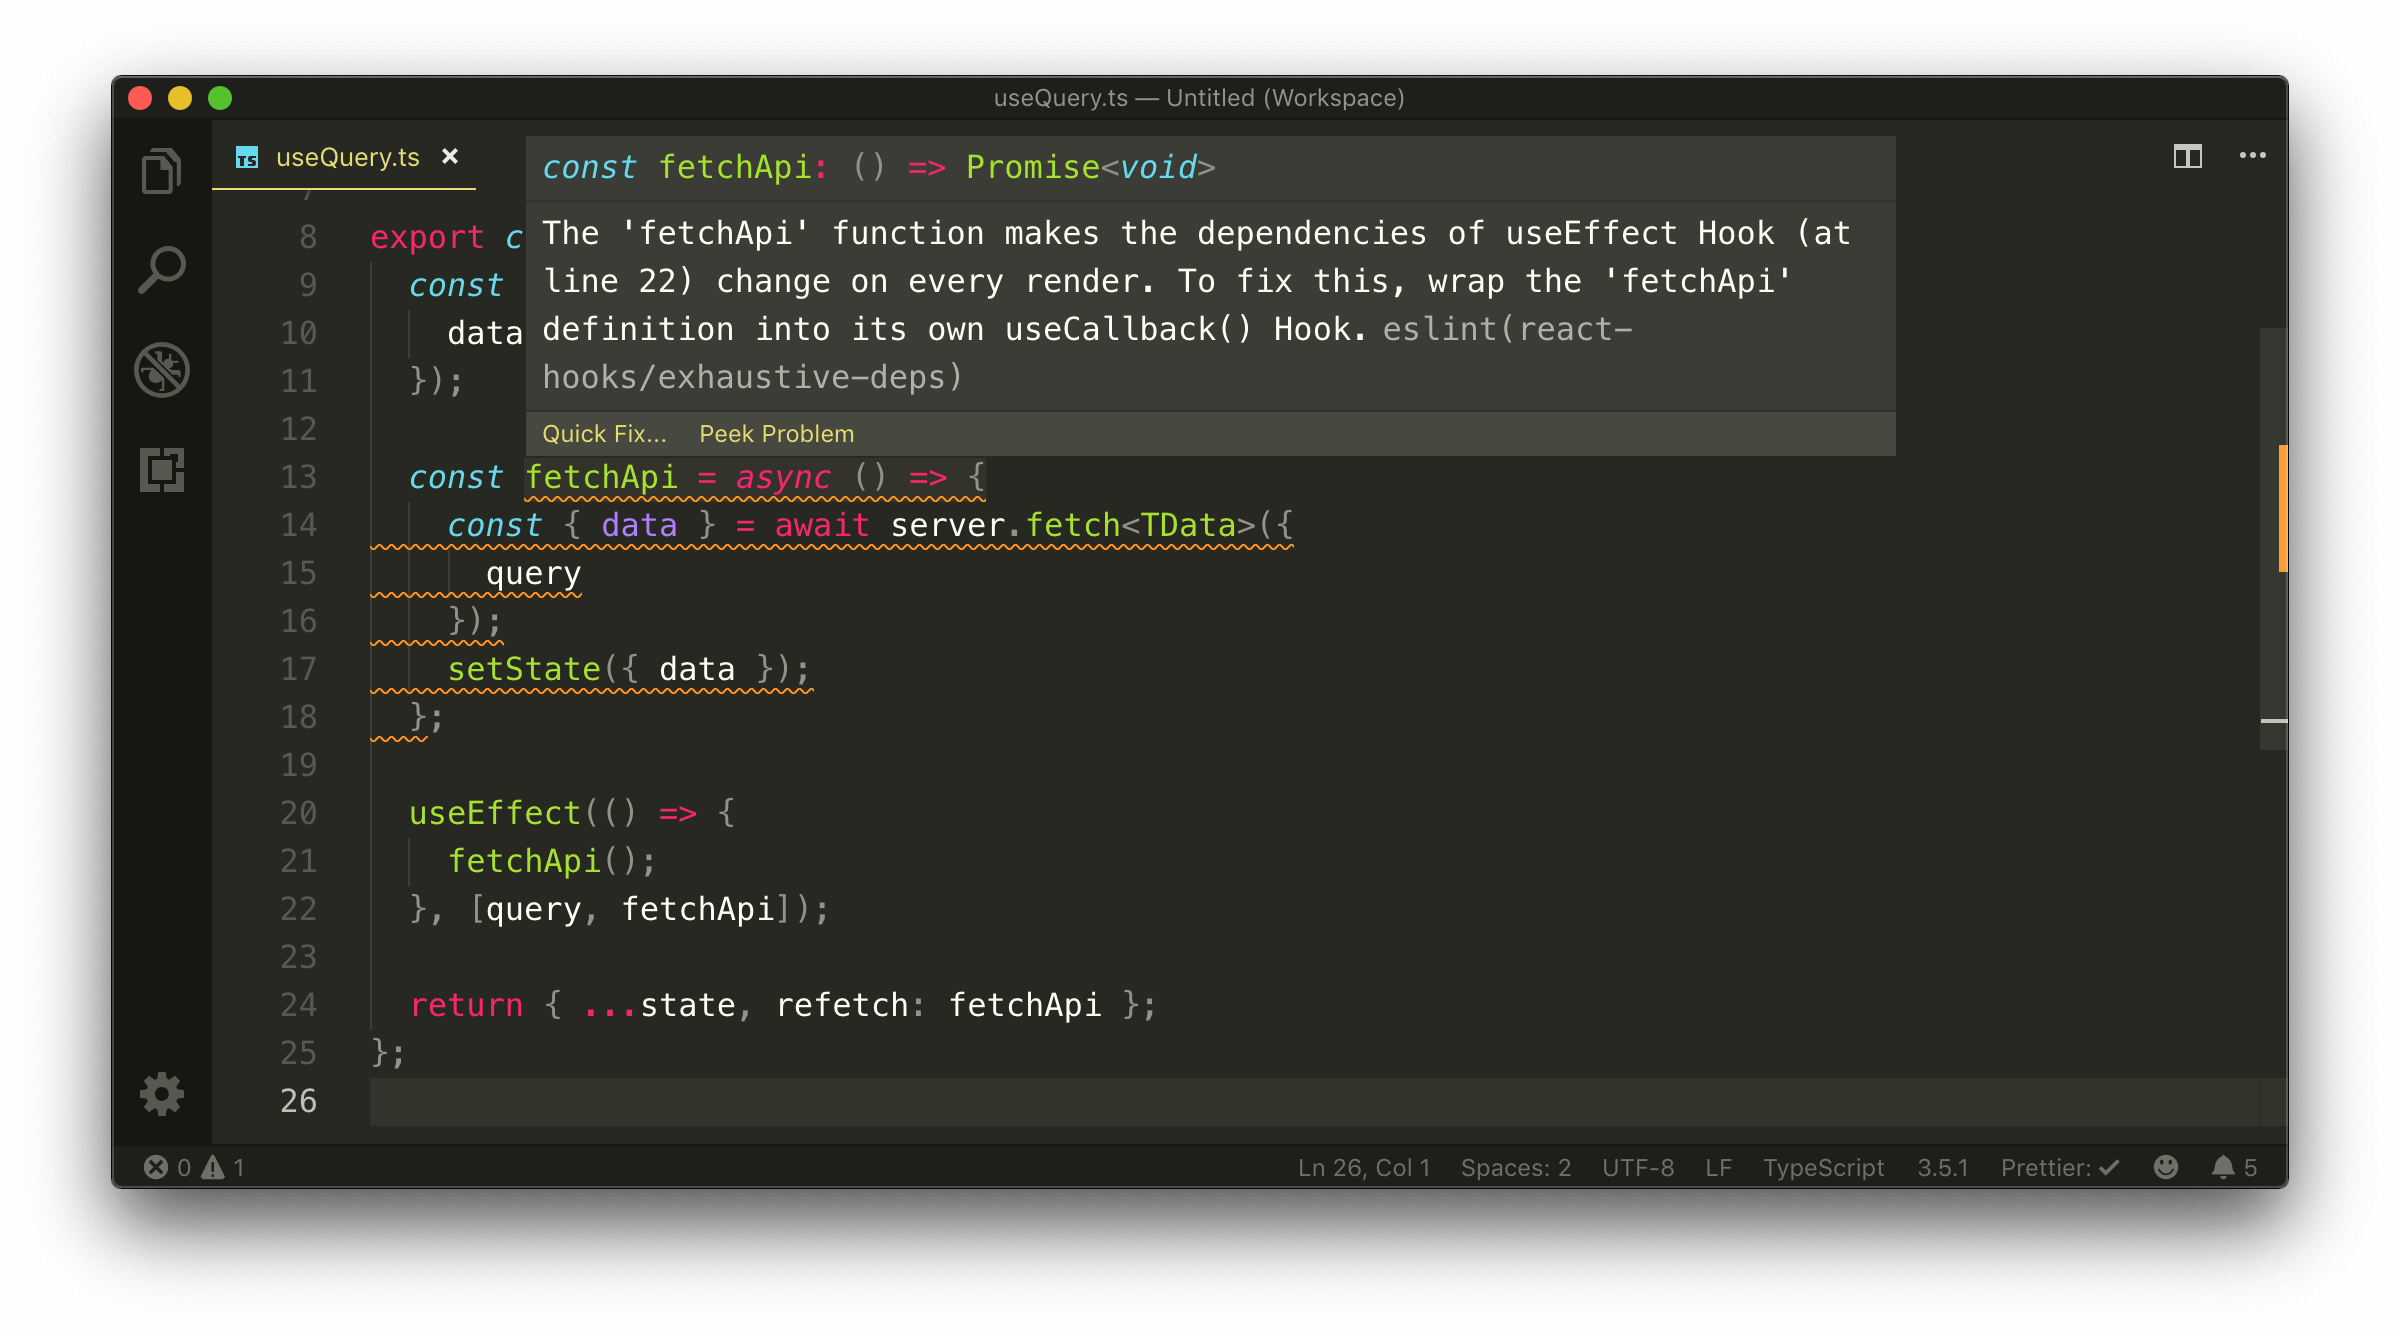 useQuery.ts — Untitled (Workspace)
TS useQuery.ts ×
const fetchApi: () => Promise<void>
The 'fetchApi' function makes the dependencies of useEffect Hook (at
line 22) change on every render. To fix this, wrap the 'fetchApi'
definition into its own useCallback() Hook. eslint(react-
hooks/exhaustive-deps)
Quick Fix... Peek Problem
8 export c
9 const
10 data
11 });
12
13 const fetchApi = async () => {
14 const { data } = await server.fetch<TData>({
15 query
16 });
17 setState({ data });
18 };
19
20 useEffect(() => {
21 fetchApi();
22 }, [query, fetchApi]);
23
24 return { ...state, refetch: fetchApi };
25 };
26
0 1 Ln 26, Col 1 Spaces: 2 UTF-8 LF TypeScript 3.5.1 Prettier: ✓ 5